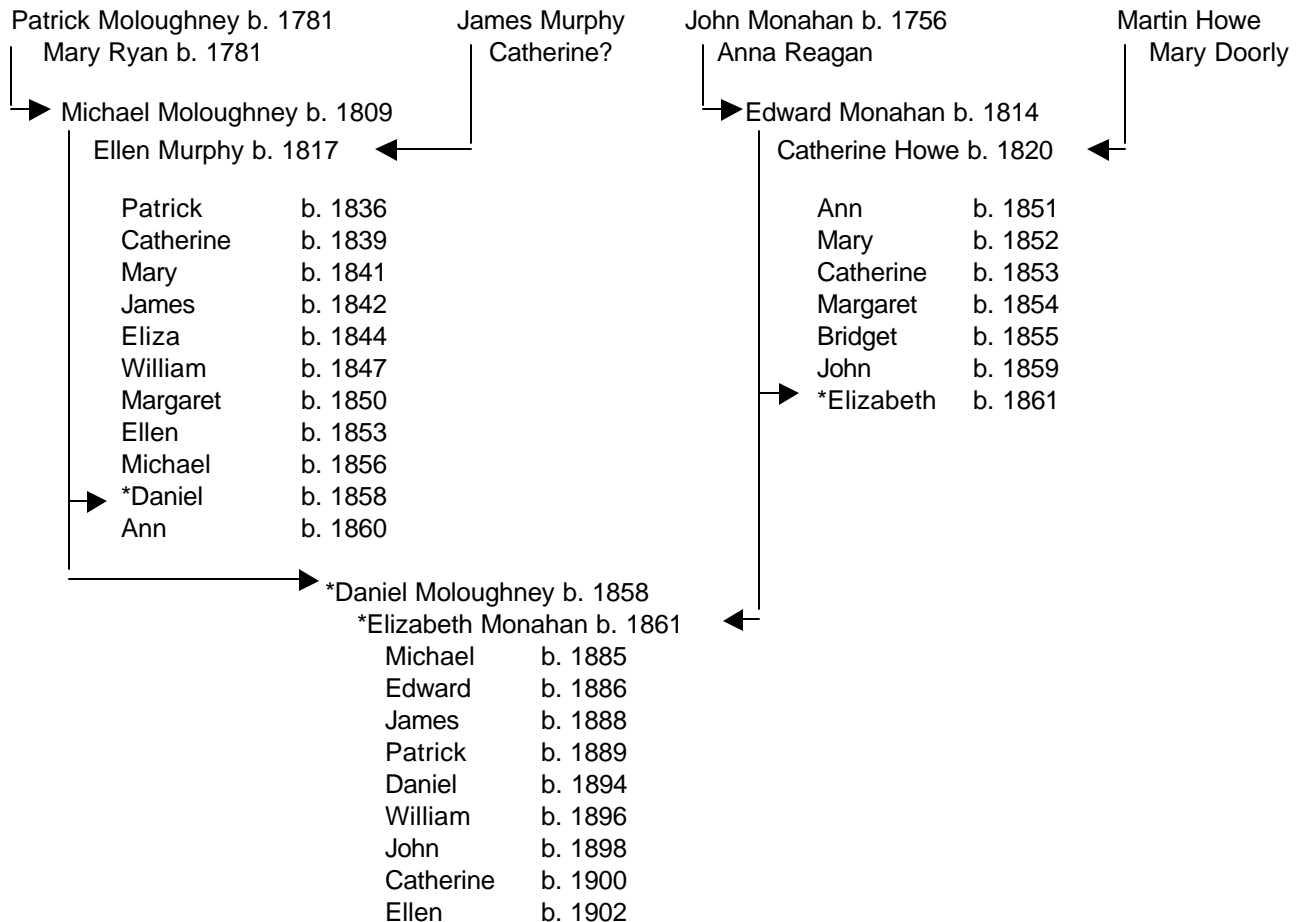 Patrick Moloughney b. 1781 James Murphy John Monahan b. 1756 Martin Howe
Mary Ryan b. 1781 Catherine? Anna Reagan Mary Doorly
Michael Moloughney b. 1809 Edward Monahan b. 1814
Ellen Murphy b. 1817 Catherine Howe b. 1820
Patrick b. 1836 Ann b. 1851
Catherine b. 1839 Mary b. 1852
Mary b. 1841 Catherine b. 1853
James b. 1842 Margaret b. 1854
Eliza b. 1844 Bridget b. 1855
William b. 1847 John b. 1859
Margaret b. 1850 *Elizabeth b. 1861
Ellen b. 1853
Michael b. 1856
*Daniel b. 1858
Ann b. 1860
*Daniel Moloughney b. 1858
*Elizabeth Monahan b. 1861
Michael b. 1885
Edward b. 1886
James b. 1888
Patrick b. 1889
Daniel b. 1894
William b. 1896
John b. 1898
Catherine b. 1900
Ellen b. 1902